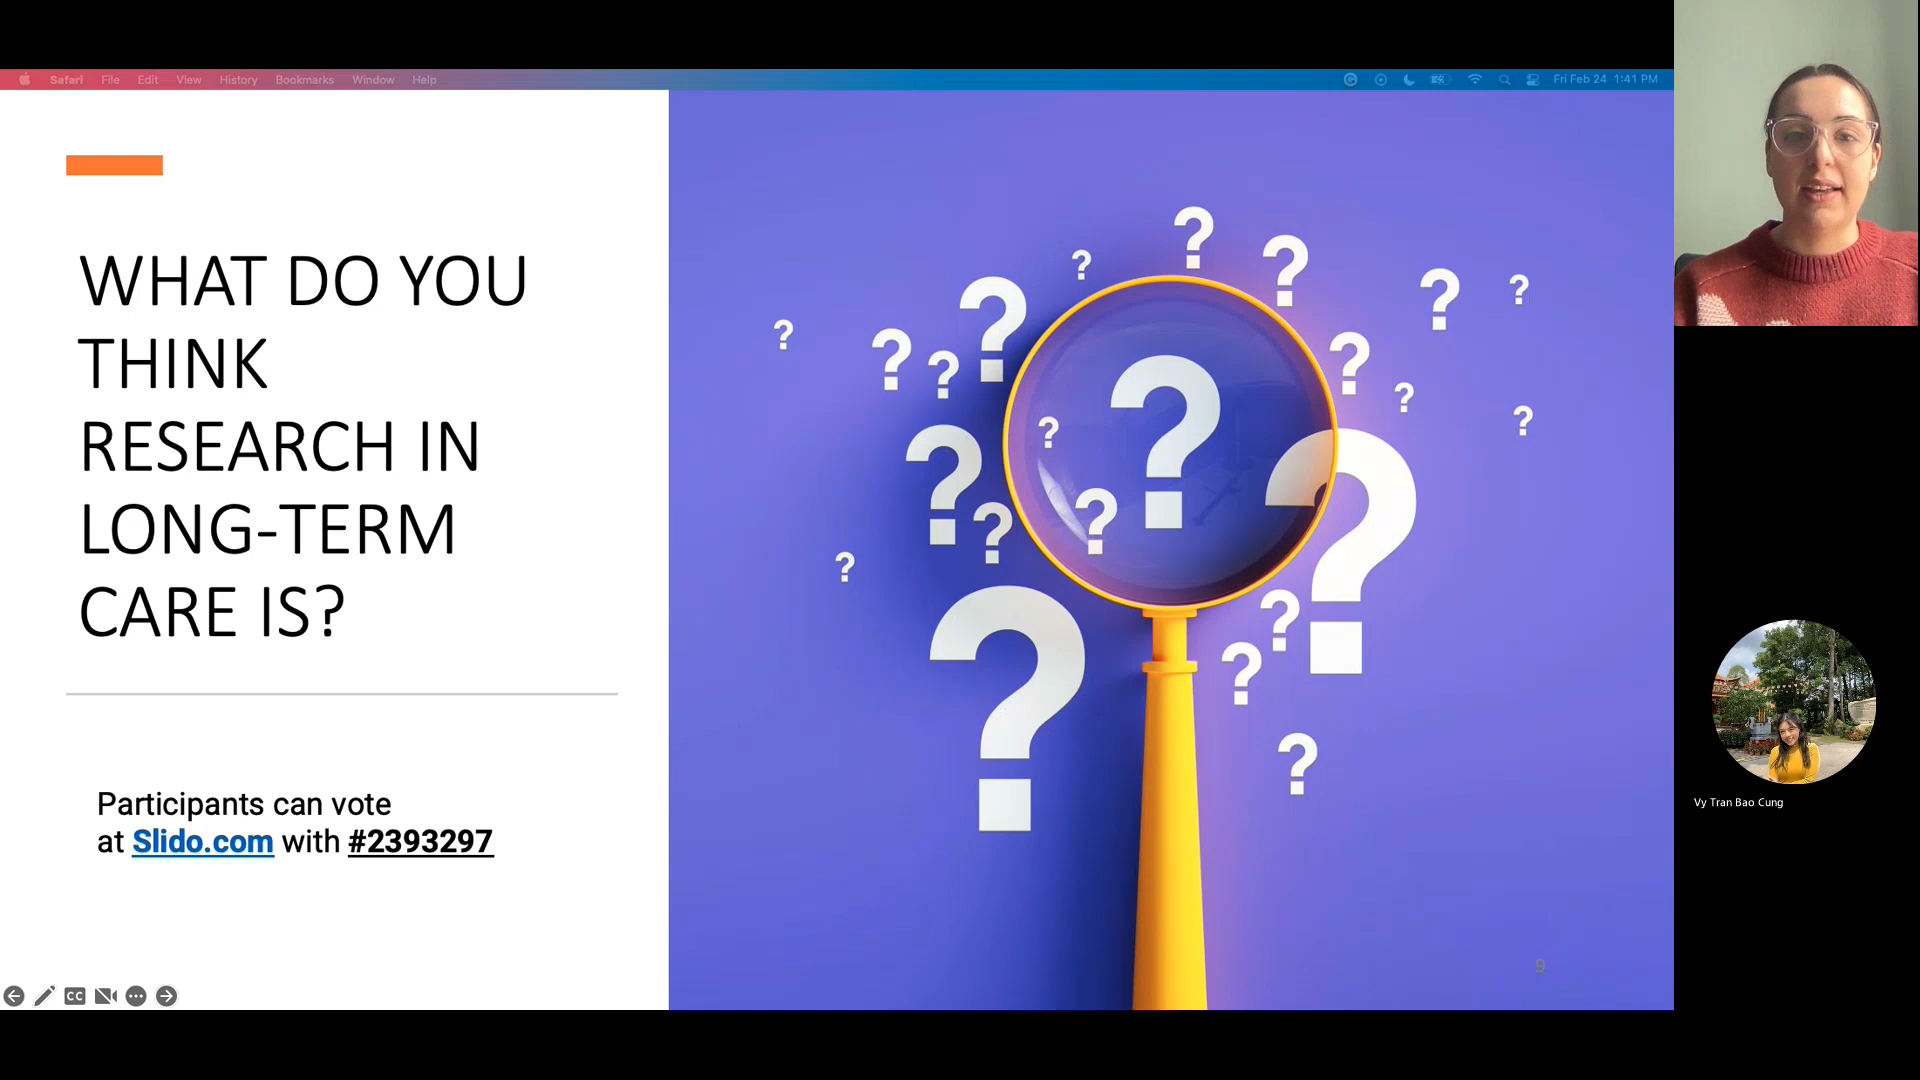 Safari File Edit View History Bookmarks Window Help
Fri Feb 24 1:41 PM
WHAT DO YOU
THINK
RESEARCH IN
LONG-TERM
CARE IS?
Participants can vote
at Slido.com with #2393297
? ? ? ? ? ? ? ? ? ? ? ? ? ? ? ? ? ? ? ? ? ? ? ?
9
CC
Vy Tran Bao Cung